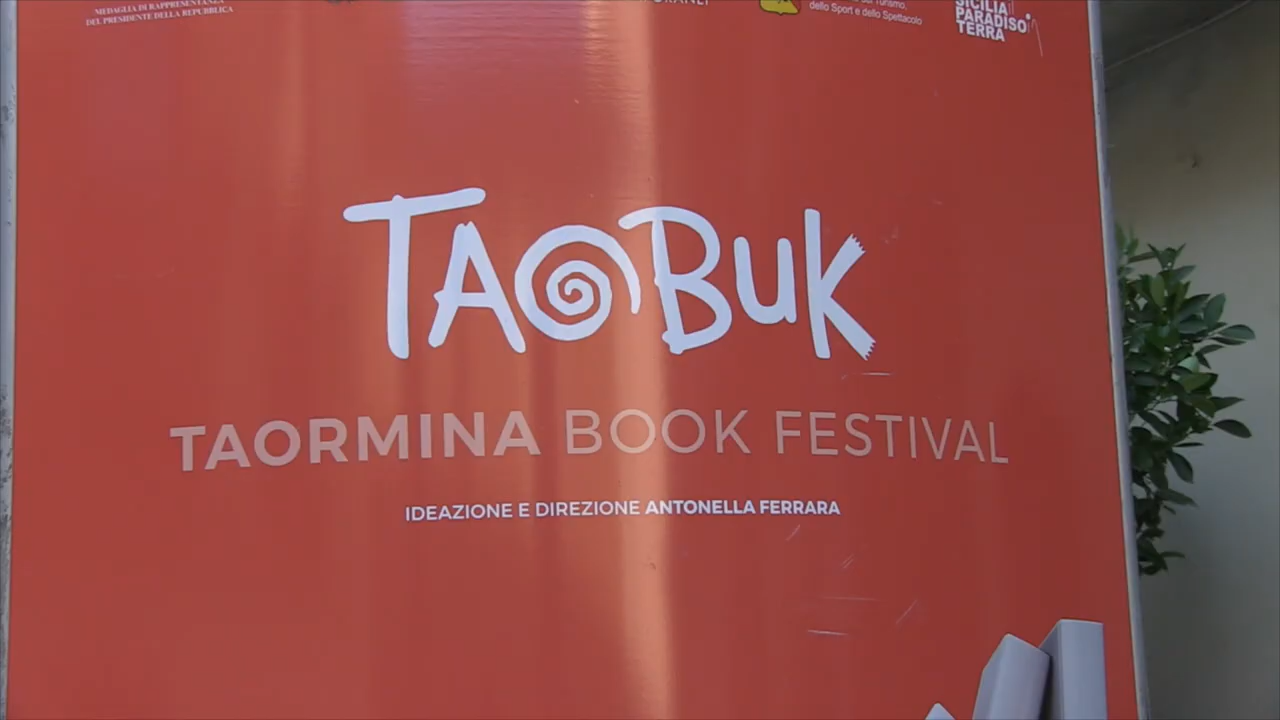 MEDAGLIA DI RAPPRESENTANZA
DEL PRESIDENTE DELLA REPUBBLICA
dello Sport e dello Spettacolo
SICILIA
PARADISO
TERRA
TAOBUK
TAORMINA BOOK FESTIVAL
IDEAZIONE E DIREZIONE ANTONELLA FERRARA